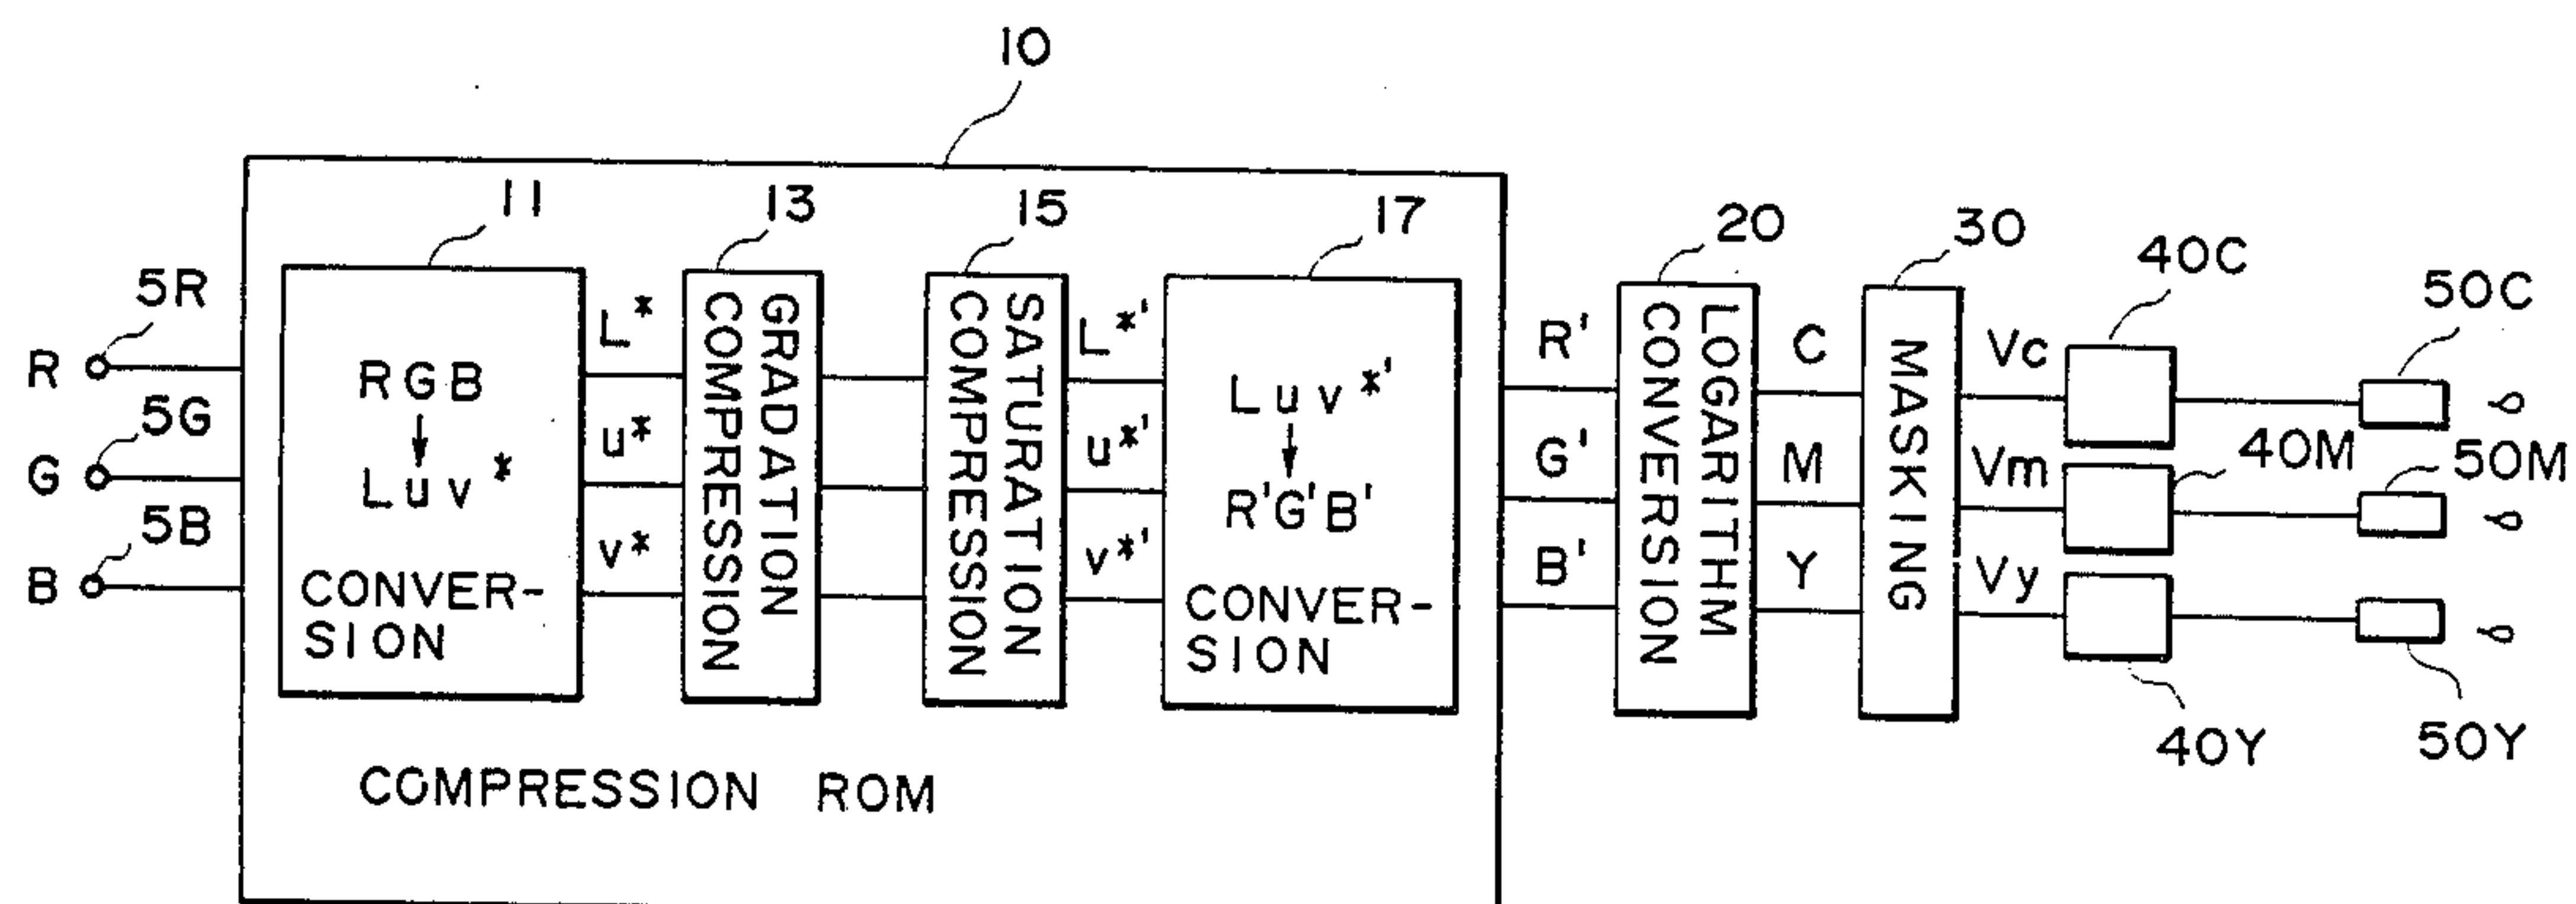 10
11
13
15
17
20
30
40C
50C
5R
R
5G
G
5B
B
RGB
Luv*
CONVER-
SION
L*
u*
v*
GRADATION
COMPRESSION
SATURATION
COMPRESSION
L*'
u*'
v*'
Luv*'
R'G'B'
CONVER-
SION
R'
G'
B'
LOGARITHM
CONVERSION
C
M
Y
MASKING
Vc
Vm
Vy
40M
50M
40Y
50Y
COMPRESSION ROM